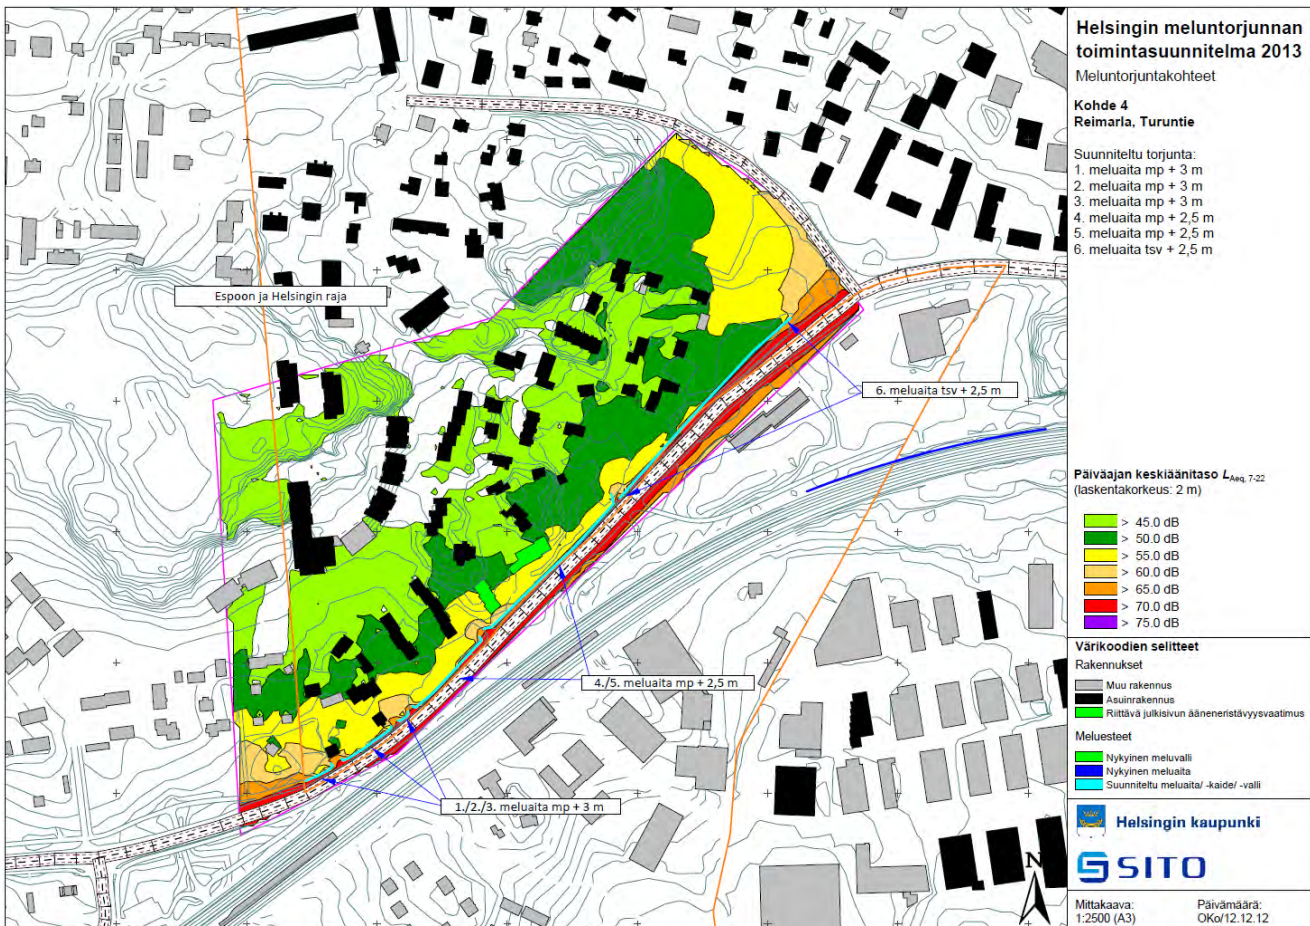 Helsingin meluntorjunnan
toimintasuunnitelma 2013
Meluntorjuntakohteet
Kohde 4
Reimarla, Turuntie
Suunniteltu torjunta:
1. meluaita mp + 3 m
2. meluaita mp + 3 m
3. meluaita mp + 3 m
4. meluaita mp + 2,5 m
5. meluaita mp + 2,5 m
6. meluaita tsv + 2,5 m
Espoon ja Helsingin raja
6. meluaita tsv + 2,5 m
4./5. meluaita mp + 2,5 m
1./2./3. meluaita mp + 3 m
Päiväajan keskiäänitaso LAeq, 7-22
(laskentakorkeus: 2 m)
> 45.0 dB
> 50.0 dB
> 55.0 dB
> 60.0 dB
> 65.0 dB
> 70.0 dB
> 75.0 dB
Värikoodien selitteet
Rakennukset
Muu rakennus
Asuinrakennus
Riittävä julkisivun ääneneristävyysvaatimus
Meluesteet
Nykyinen meluvalli
Nykyinen meluaita
Suunniteltu meluaita/ -kaide/ -valli
Helsingin kaupunki
SITO
N
Mittakaava:
1:2500 (A3)
Päivämäärä:
OKo/12.12.12